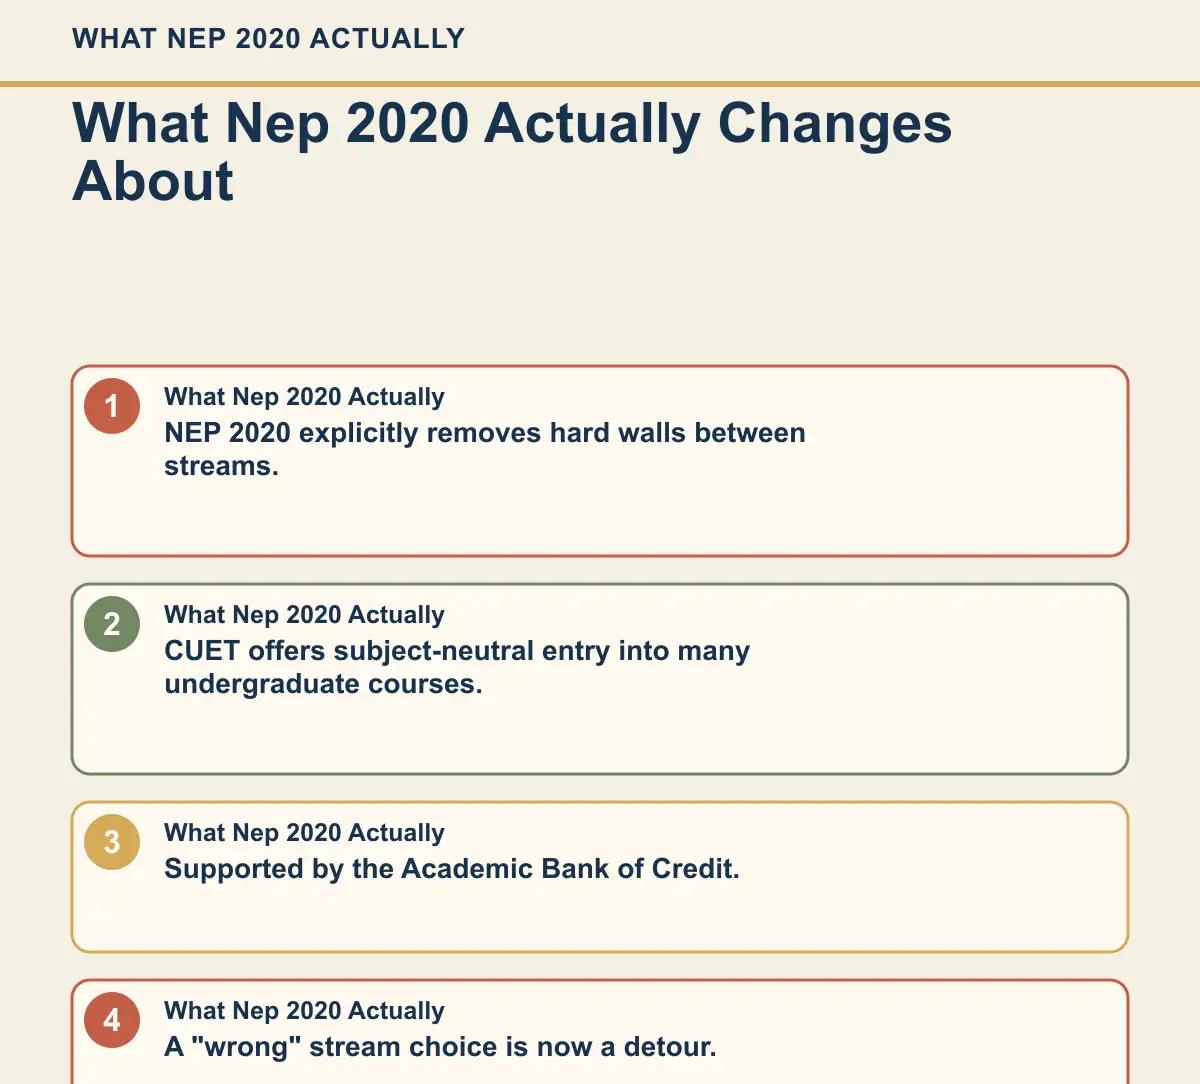 WHAT NEP 2020 ACTUALLY
What Nep 2020 Actually Changes
About
1
What Nep 2020 Actually
NEP 2020 explicitly removes hard walls between
streams.
2
What Nep 2020 Actually
CUET offers subject-neutral entry into many
undergraduate courses.
3
What Nep 2020 Actually
Supported by the Academic Bank of Credit.
4
What Nep 2020 Actually
A "wrong" stream choice is now a detour.